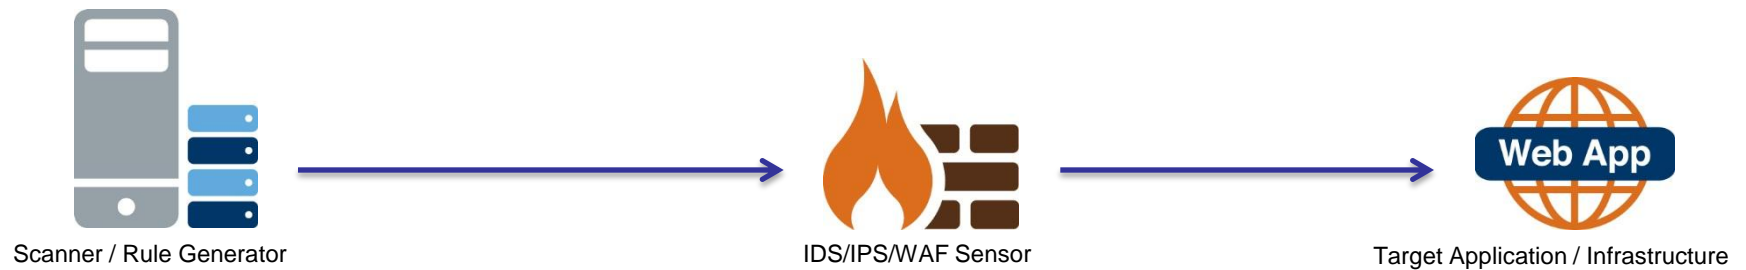 Web App
Scanner / Rule Generator
IDS/IPS/WAF Sensor
Target Application / Infrastructure